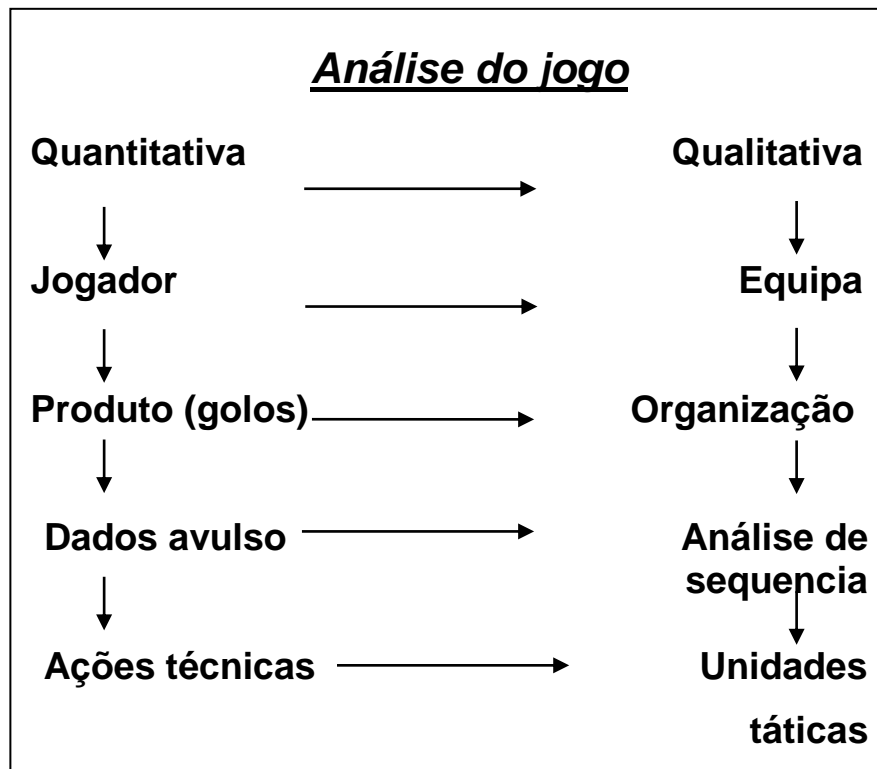 Análise do jogo
Quantitativa
Qualitativa
Jogador
Equipa
Produto (golos)
Organização
Dados avulso
Análise de
sequencia
Ações técnicas
Unidades
táticas